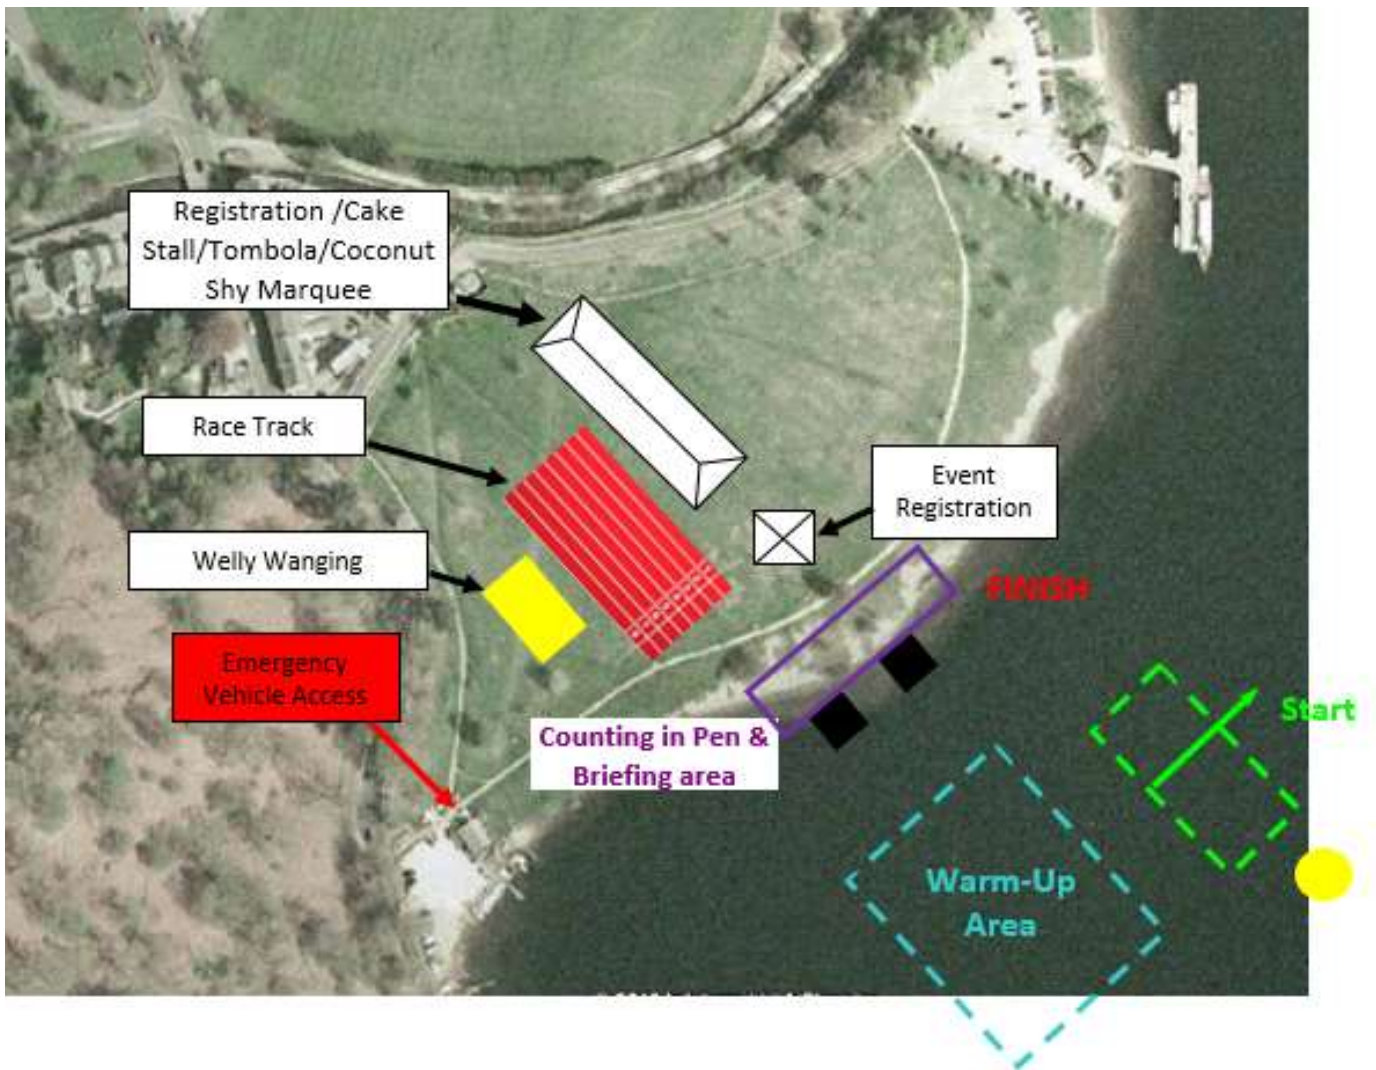 Registration /Cake
Stall/Tombola/Coconut
Shy Marquee
Race Track
Event
Registration
Welly Wanging
FINISH
Emergency
Vehicle Access
Start
Counting in Pen &
Briefing area
Warm-Up
Area